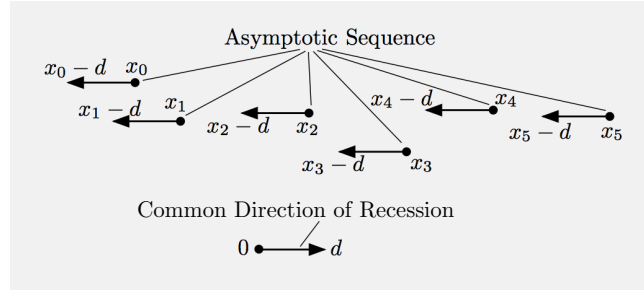 Asymptotic Sequence
x₀ − d x₀
x₁ − d x₁
x₂ − d x₂
x₃ − d x₃
x₄ − d x₄
x₅ − d x₅
Common Direction of Recession
0 d